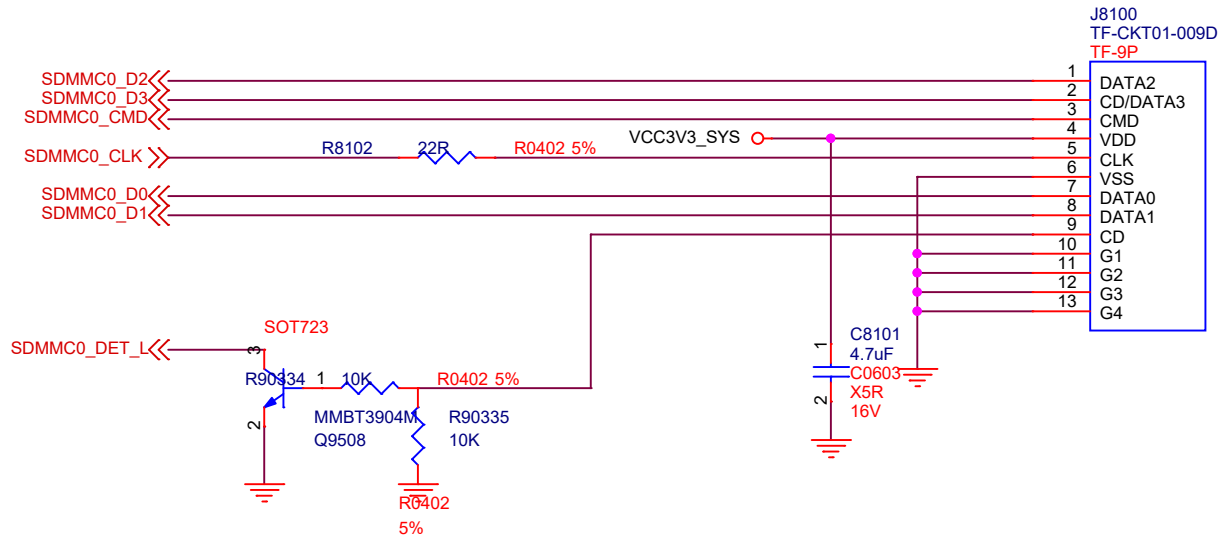 J8100
TF-CKT01-009D
TF-9P
SDMMC0_D2 1 DATA2
SDMMC0_D3 2 CD/DATA3
SDMMC0_CMD 3 CMD
VCC3V3_SYS 4 VDD
SDMMC0_CLK R8102 22R R0402 5% 5 CLK
6 VSS
SDMMC0_D0 7 DATA0
SDMMC0_D1 8 DATA1
9 CD
10 G1
11 G2
12 G3
13 G4
SOT723
SDMMC0_DET_L 3
R90334 1 10K R0402 5%
2
MMBT3904M
Q9508
R90335
10K
R0402
5%
1
C8101
4.7uF
C0603
X5R
16V
2